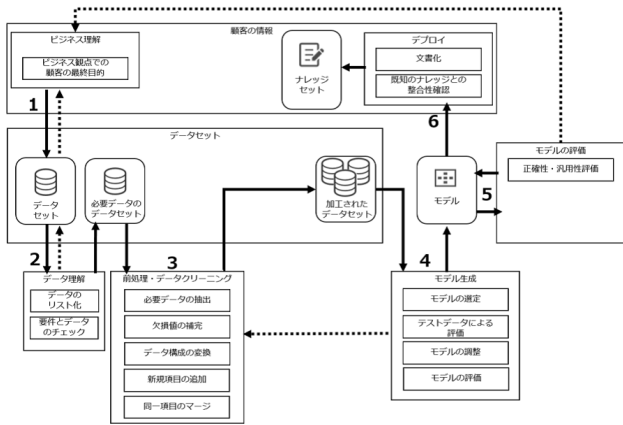 顧客の情報
ビジネス理解
ビジネス観点での
顧客の最終目的
ナレッジ
セット
デプロイ
文書化
既知のナレッジとの
整合性確認
1
6
データセット
データ
セット
必要データの
データセット
加工された
データセット
モデル
モデルの評価
正確性・汎用性評価
5
2
3
4
データ理解
データの
リスト化
要件とデータ
のチェック
前処理・データクリーニング
必要データの抽出
欠損値の補充
データ構成の変換
新規項目の追加
同一項目のマージ
モデル生成
モデルの選定
テストデータによる
評価
モデルの調整
モデルの評価